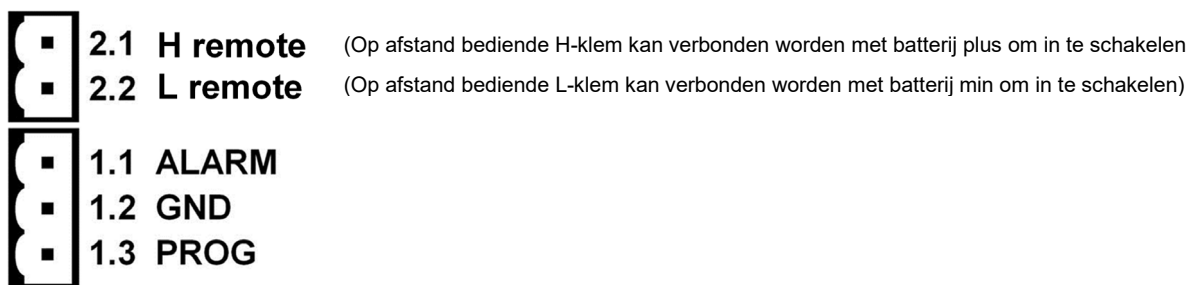 2.1 H remote (Op afstand bediende H-klem kan verbonden worden met batterij plus om in te schakelen
2.2 L remote (Op afstand bediende L-klem kan verbonden worden met batterij min om in te schakelen)
1.1 ALARM
1.2 GND
1.3 PROG